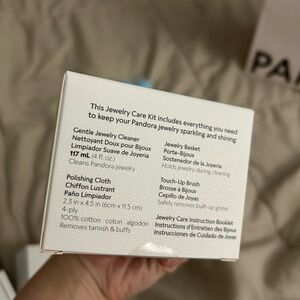 PA
This Jewelry Care Kit includes everything you need
to keep your Pandora jewelry sparkling and shining:
Gentle Jewelry Cleaner
Nettoyant Doux pour Bijoux
Limpiador Suave de Joyería
117 mL (4 fl oz.)
Cleans Pandora jewelry
Jewelry Basket
Porte-Bijoux
Sostenedor de la Joyería
Holds jewelry during cleaning
Polishing Cloth
Chiffon Lustrant
Paño Limpiador
2.3 in x 4.5 in (6cm x 11.5 cm)
4-ply
100% cotton coton algodón
Removes tarnish & buffs
Touch-Up Brush
Brosse à Bijoux
Cepillo de Joyas
Safely removes built-up grime
Jewelry Care Instruction Booklet
Instructions d'Entretien des Bijoux
Instrucciones de Cuidado de Joyas